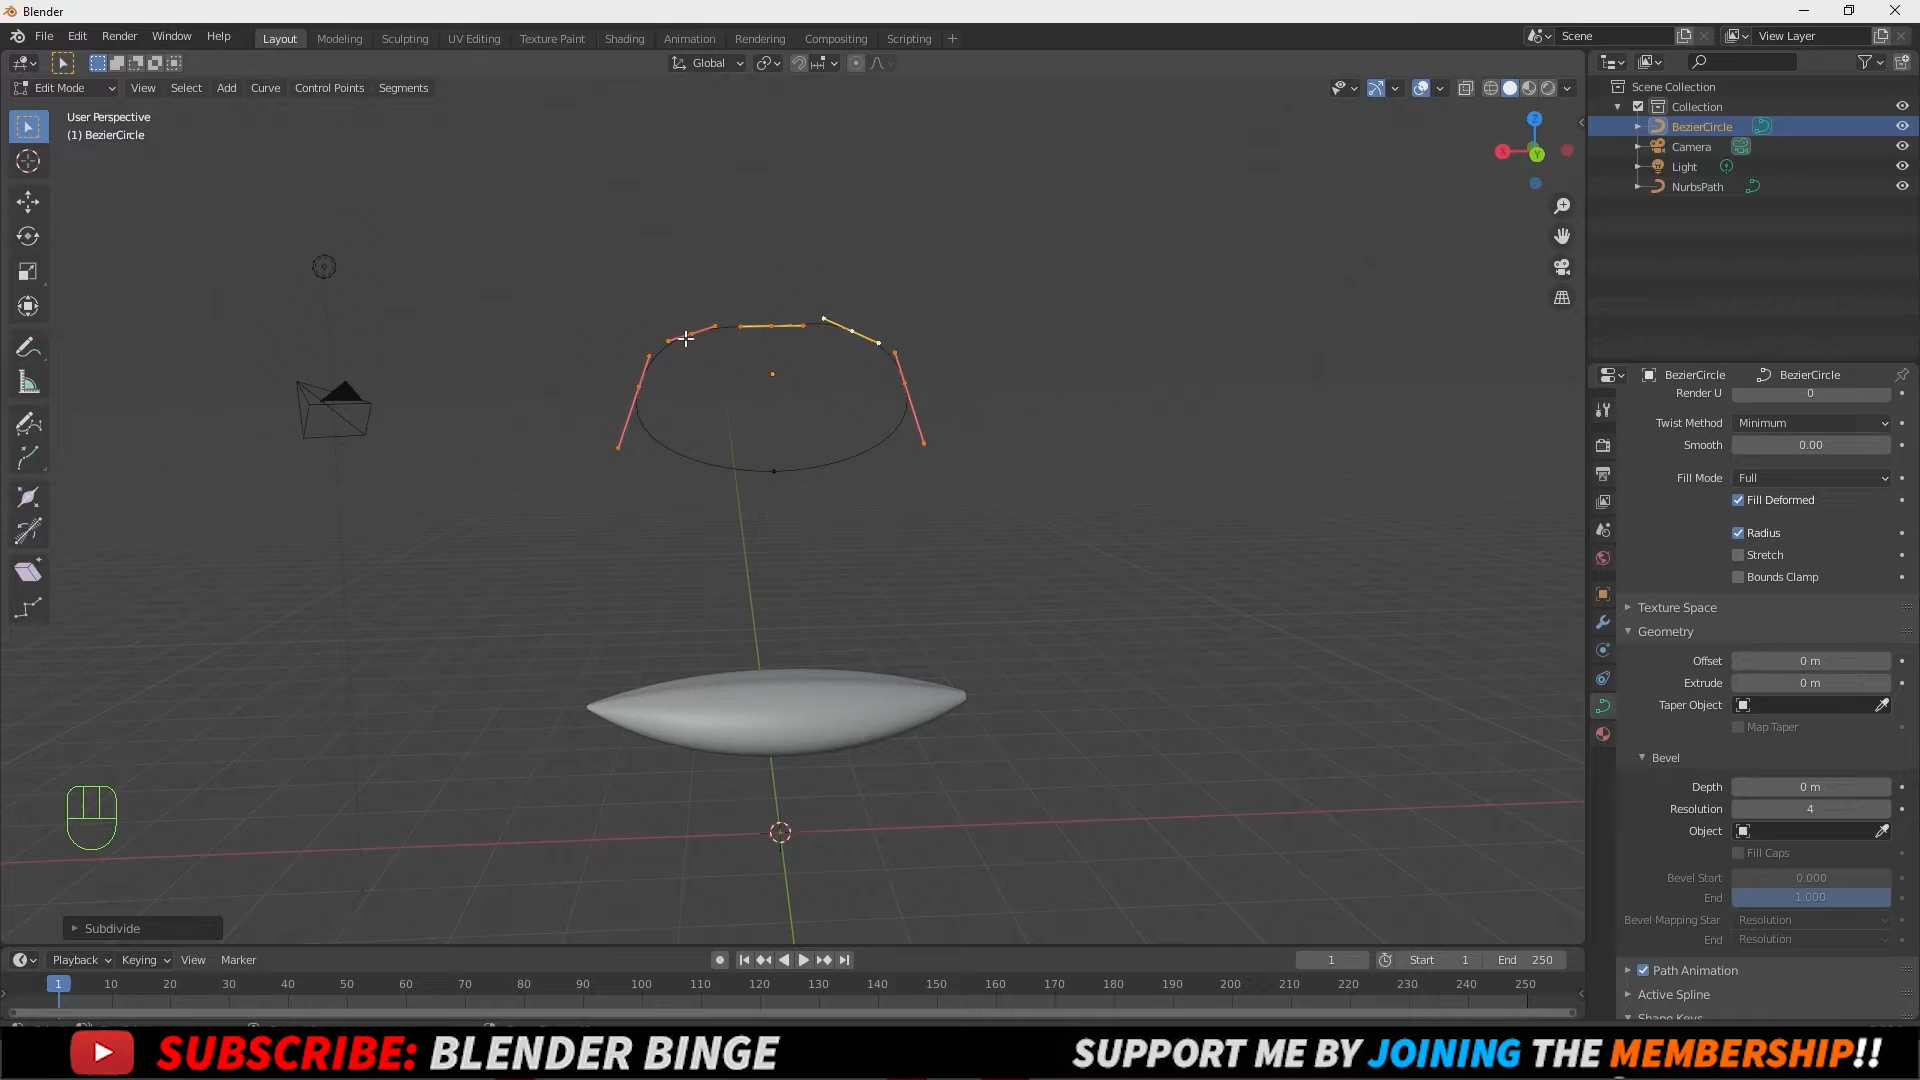 Blender
File Edit Render Window Help
Layout Modeling Sculpting UV Editing Texture Paint Shading Animation Rendering Compositing Scripting
Scene
View Layer
Global
Edit Mode View Select Add Curve Control Points Segments
User Perspective
(1) BezierCircle
Z
X
Y
Scene Collection
Collection
BezierCircle
Camera
Light
NurbsPath
BezierCircle BezierCircle
Render U 0
Twist Method Minimum
Smooth 0.00
Fill Mode Full
Fill Deformed
Radius
Stretch
Bounds Clamp
Texture Space
Geometry
Offset 0 m
Extrude 0 m
Taper Object
Map Taper
Bevel
Depth 0 m
Resolution 4
Object
Fill Caps
Bevel Start 0.000
End 1.000
Bevel Mapping Star Resolution
End Resolution
Path Animation
Active Spline
Shape Keys
Subdivide
Playback Keying View Marker
1 Start 1 End 250
1 10 20 30 40 50 60 70 80 90 100 110 120 130 140 150 160 170 180 190 200 210 220 230 240 250
SUBSCRIBE: BLENDER BINGE
SUPPORT ME BY JOINING THE MEMBERSHIP!!